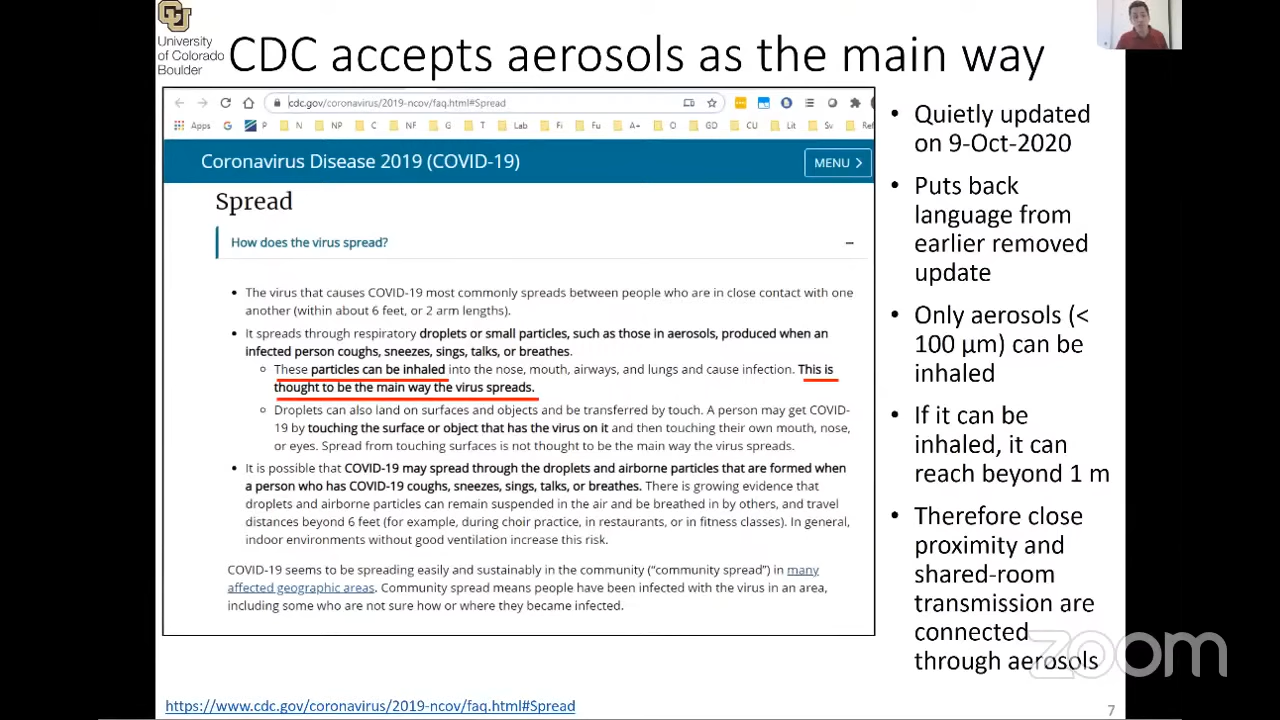 University
of Colorado
Boulder
CDC accepts aerosols as the main way
cdc.gov/coronavirus/2019-ncov/faq.html#Spread
Apps G P N NP C NF G T Lab Fi Fu A+ O GD CU Lit Sv Ref
Coronavirus Disease 2019 (COVID-19)
MENU >
Spread
How does the virus spread?
• The virus that causes COVID-19 most commonly spreads between people who are in close contact with one
another (within about 6 feet, or 2 arm lengths).
• It spreads through respiratory droplets or small particles, such as those in aerosols, produced when an
infected person coughs, sneezes, sings, talks, or breathes.
○ These particles can be inhaled into the nose, mouth, airways, and lungs and cause infection. This is
thought to be the main way the virus spreads.
○ Droplets can also land on surfaces and objects and be transferred by touch. A person may get COVID-
19 by touching the surface or object that has the virus on it and then touching their own mouth, nose,
or eyes. Spread from touching surfaces is not thought to be the main way the virus spreads.
• It is possible that COVID-19 may spread through the droplets and airborne particles that are formed when
a person who has COVID-19 coughs, sneezes, sings, talks, or breathes. There is growing evidence that
droplets and airborne particles can remain suspended in the air and be breathed in by others, and travel
distances beyond 6 feet (for example, during choir practice, in restaurants, or in fitness classes). In general,
indoor environments without good ventilation increase this risk.
COVID-19 seems to be spreading easily and sustainably in the community ("community spread") in many
affected geographic areas. Community spread means people have been infected with the virus in an area,
including some who are not sure how or where they became infected.
• Quietly updated
on 9-Oct-2020
• Puts back
language from
earlier removed
update
• Only aerosols (<
100 µm) can be
inhaled
• If it can be
inhaled, it can
reach beyond 1 m
• Therefore close
proximity and
shared-room
transmission are
connected
through aerosols
zoom
https://www.cdc.gov/coronavirus/2019-ncov/faq.html#Spread
7